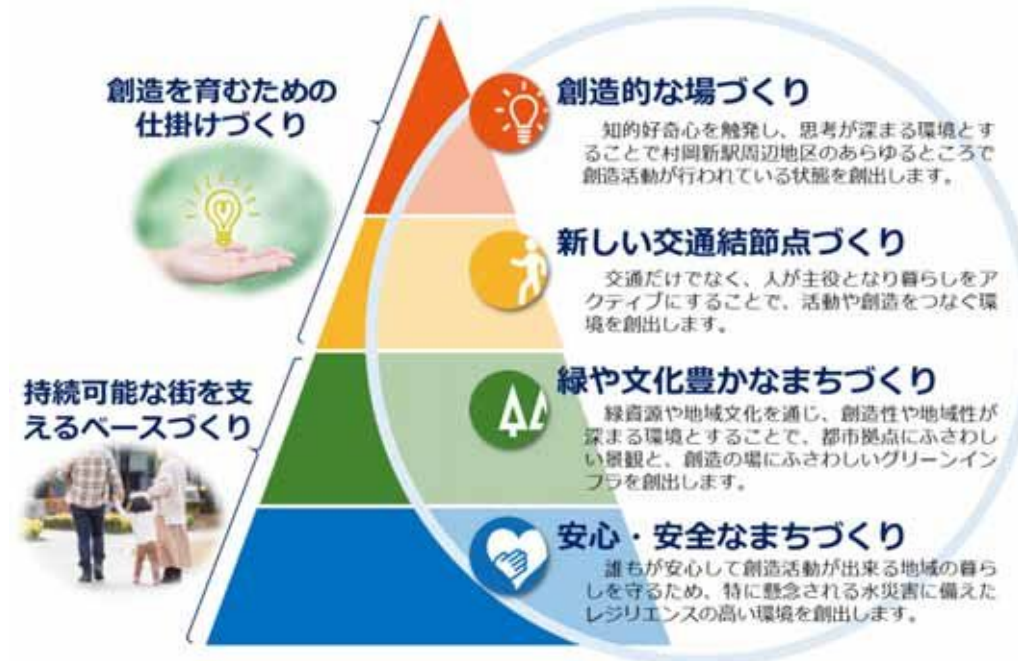 創造を育むための
仕掛けづくり
持続可能な街を支
えるベースづくり
創造的な場づくり
知的好奇心を触発し、思考が深まる環境とす
ることで村岡新駅周辺地区のあらゆるところで
創造活動が行われている状態を創出します。
新しい交通結節点づくり
交通だけでなく、人が主役となり暮らしをア
クティブにすることで、活動や創造をつなぐ環
境を創出します。
緑や文化豊かなまちづくり
緑資源や地域文化を通じ、創造性や地域性が
深まる環境とすることで、都市拠点にふさわし
い景観と、創造の場にふさわしいグリーンイン
フラを創出します。
安心・安全なまちづくり
誰もが安心して創造活動が出来る地域の暮ら
しを守るため、特に懸念される水災害に備えた
レジリエンスの高い環境を創出します。